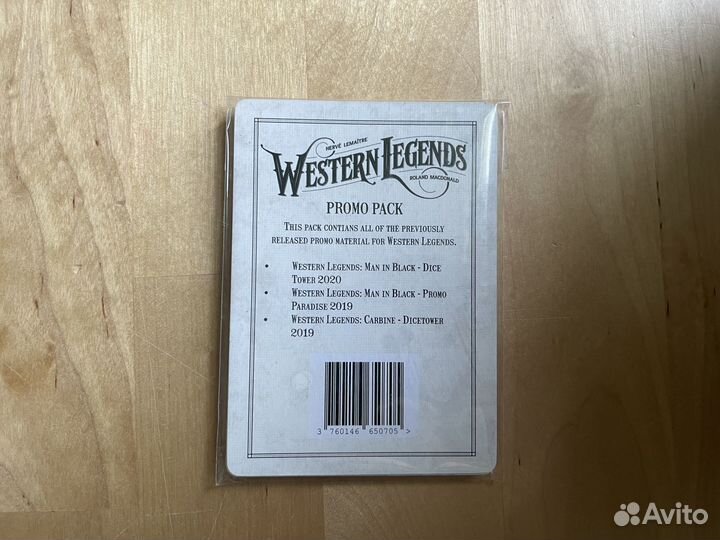 HERVÉ LEMAÎTRE
WESTERN LEGENDS
ROLAND MACDONALD
PROMO PACK
THIS PACK CONTIANS ALL OF THE PREVIOUSLY
RELEASED PROMO MATERIAL FOR WESTERN LEGENDS.
• WESTERN LEGENDS: MAN IN BLACK - DICE
TOWER 2020
• WESTERN LEGENDS: MAN IN BLACK - PROMO
PARADISE 2019
• WESTERN LEGENDS: CARBINE - DICETOWER
2019
3 760146 650705 >
Avito